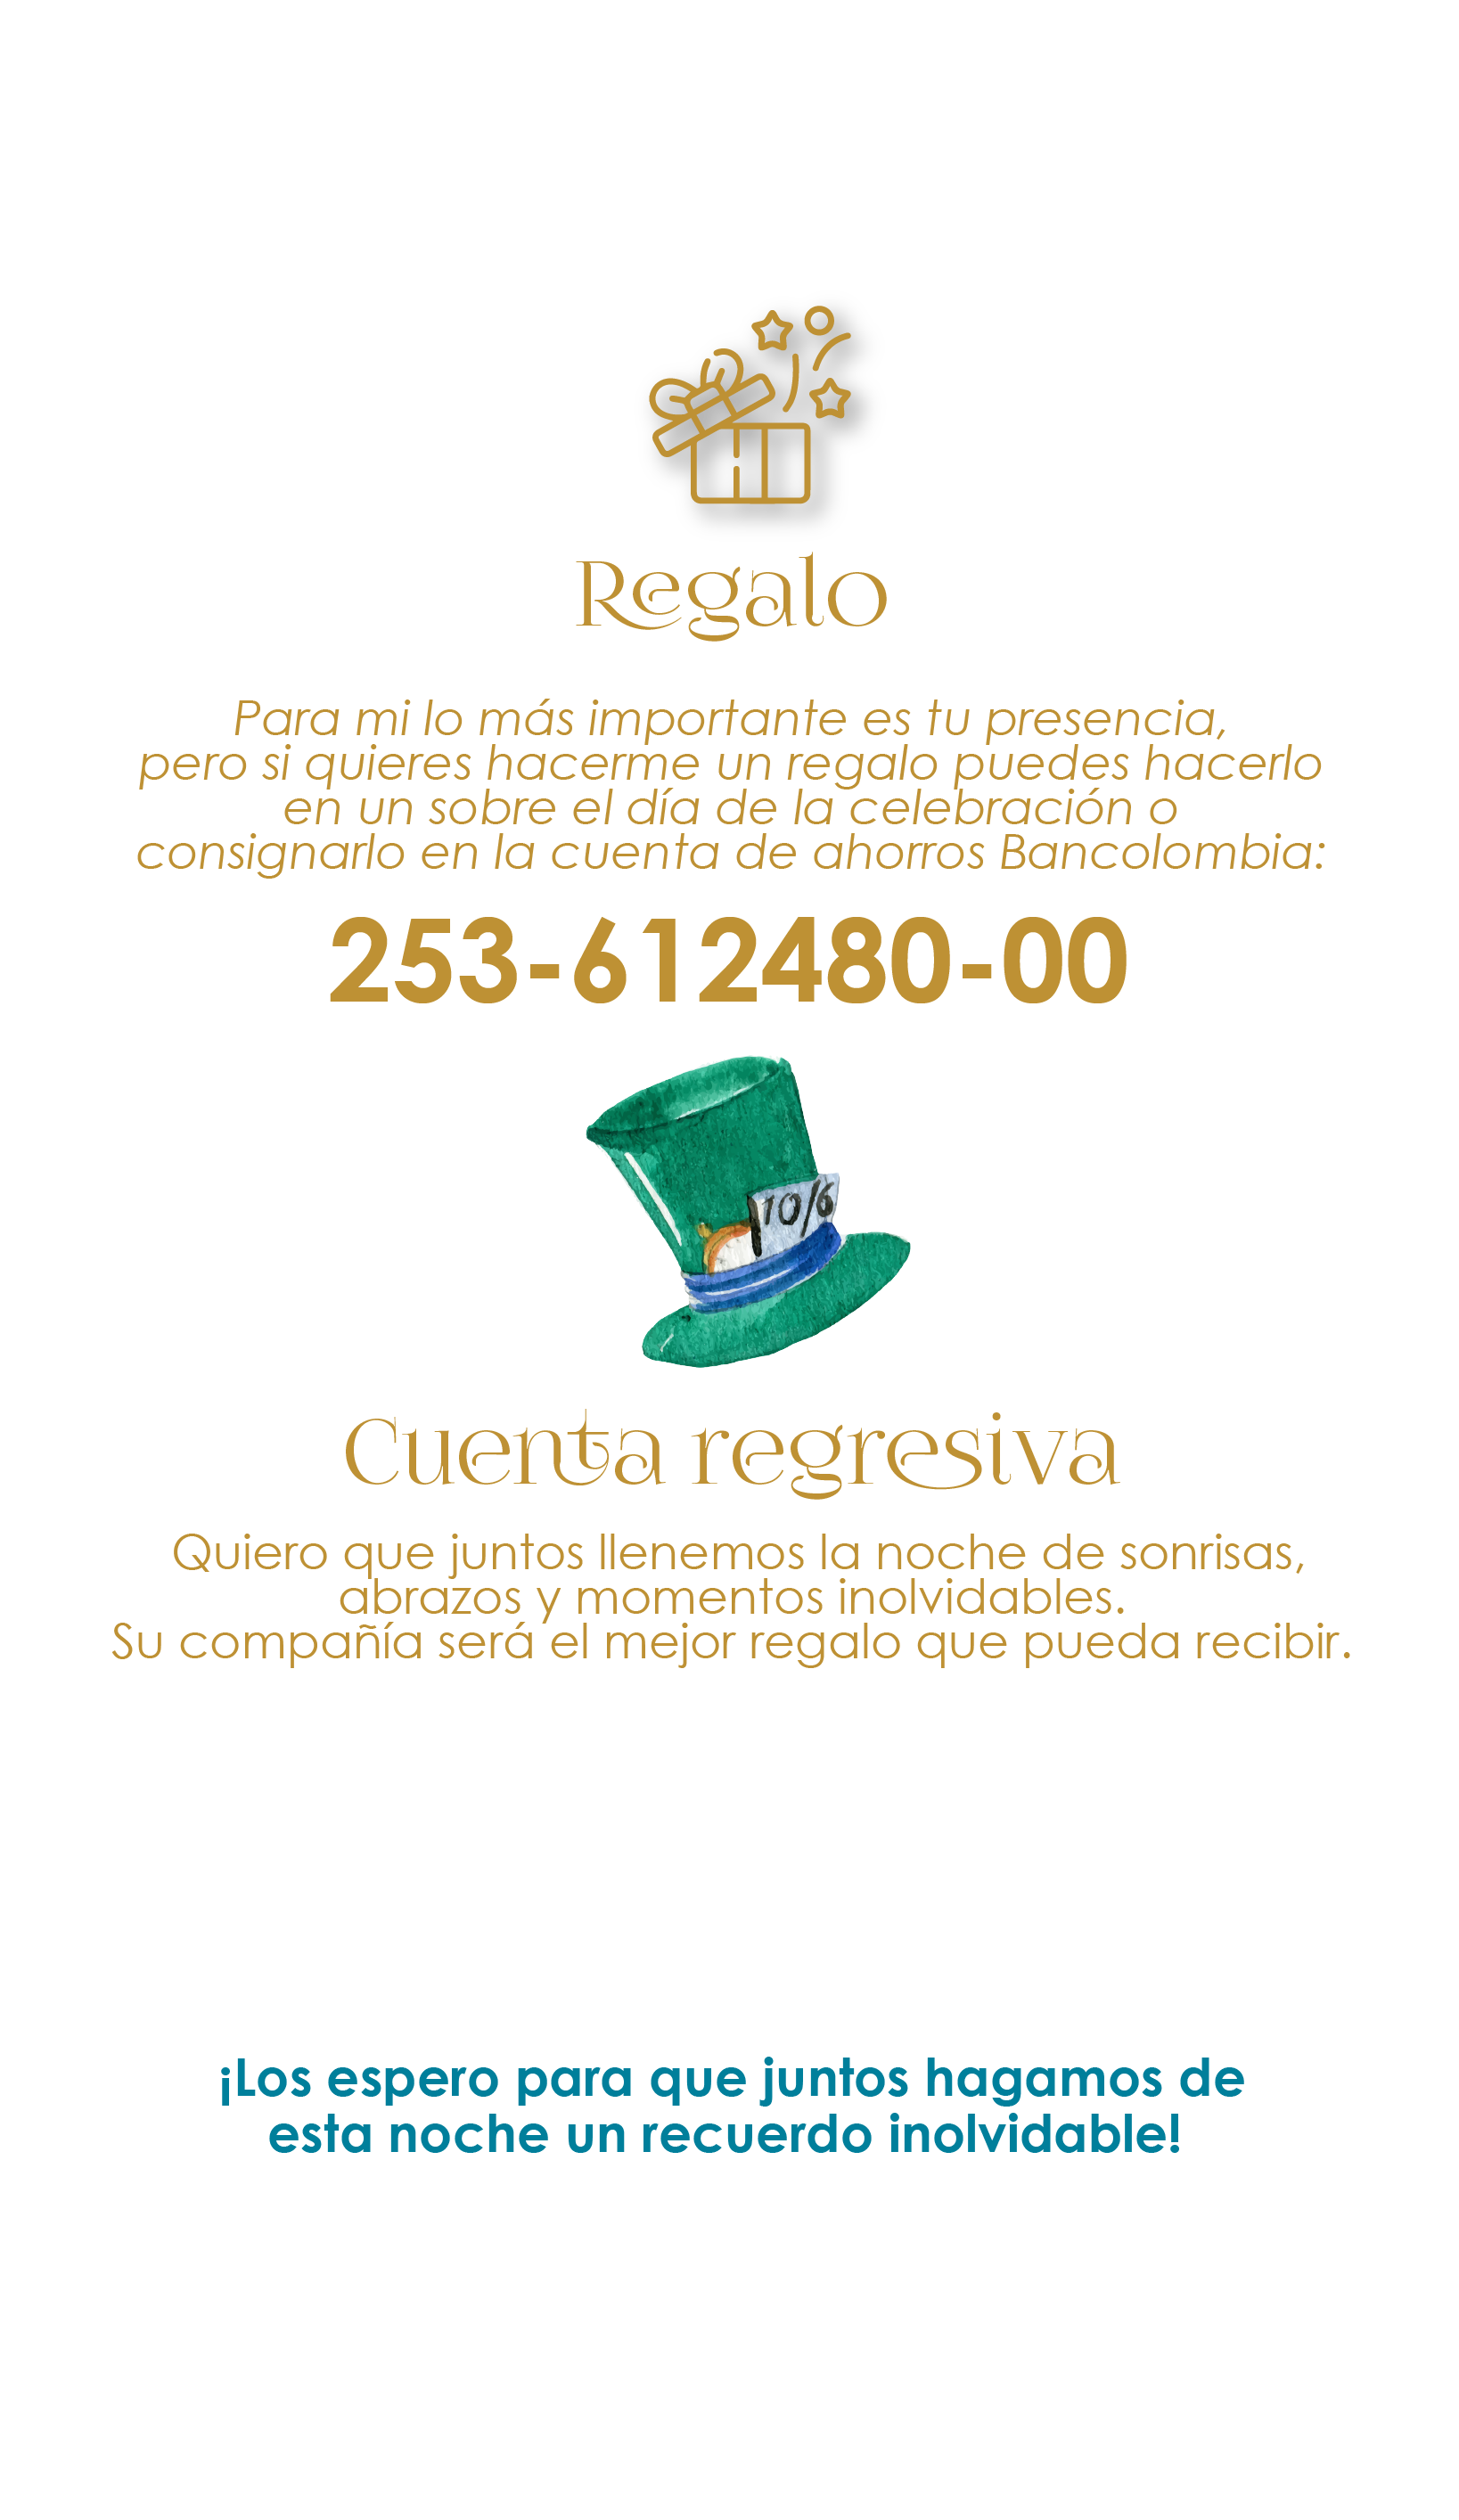 Regalo
Para mi lo más importante es tu presencia,
pero si quieres hacerme un regalo puedes hacerlo
en un sobre el día de la celebración o
consignarlo en la cuenta de ahorros Bancolombia:
253-612480-00
10/6
Cuenta regresiva
Quiero que juntos llenemos la noche de sonrisas,
abrazos y momentos inolvidables.
Su compañía será el mejor regalo que pueda recibir.
¡Los espero para que juntos hagamos de
esta noche un recuerdo inolvidable!